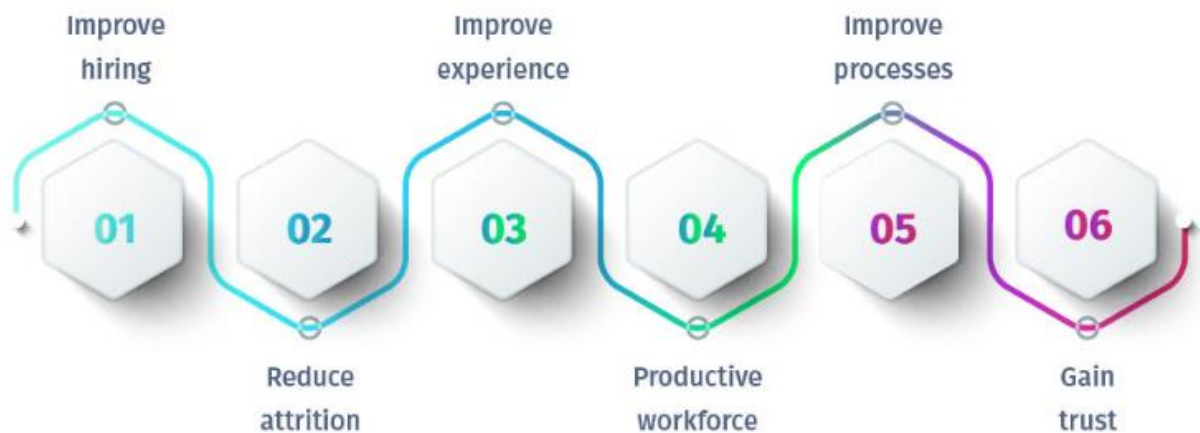 Improve
hiring
01
02
Reduce
attrition
Improve
experience
03
04
Productive
workforce
Improve
processes
05
06
Gain
trust